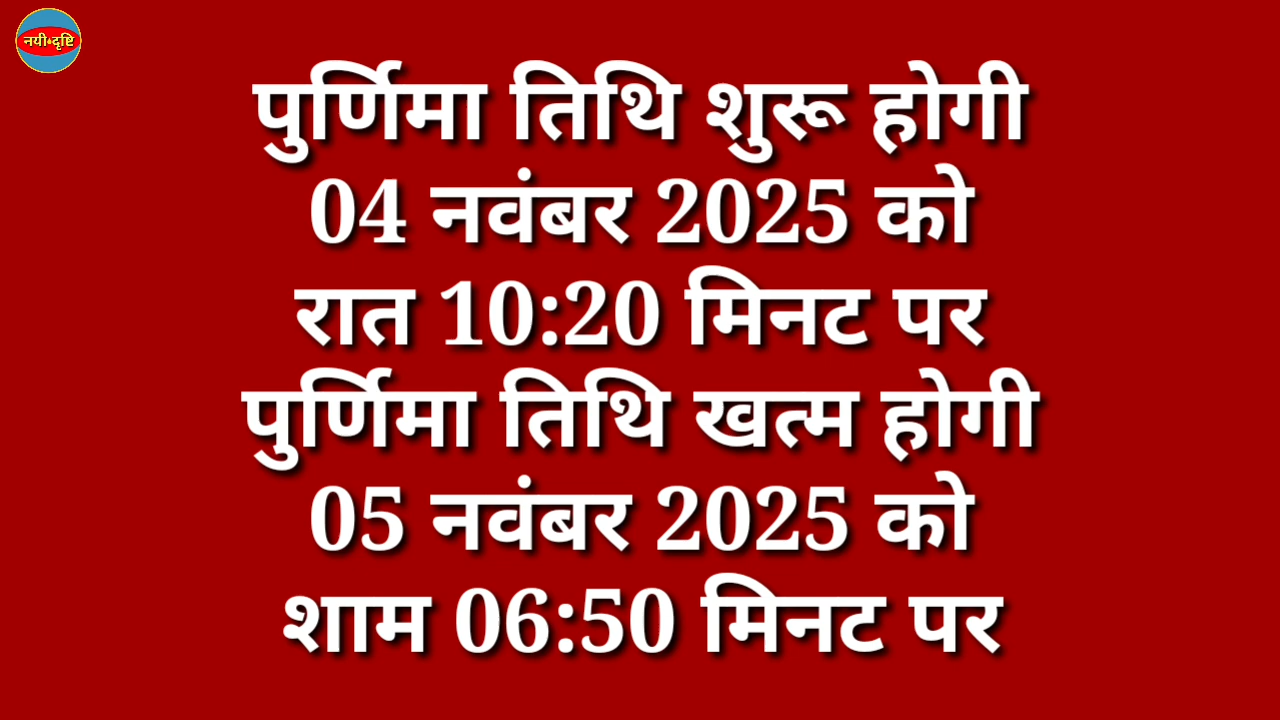 नयी•दृष्टि
पुर्णिमा तिथि शुरू होगी
04 नवंबर 2025 को
रात 10:20 मिनट पर
पुर्णिमा तिथि खत्म होगी
05 नवंबर 2025 को
शाम 06:50 मिनट पर